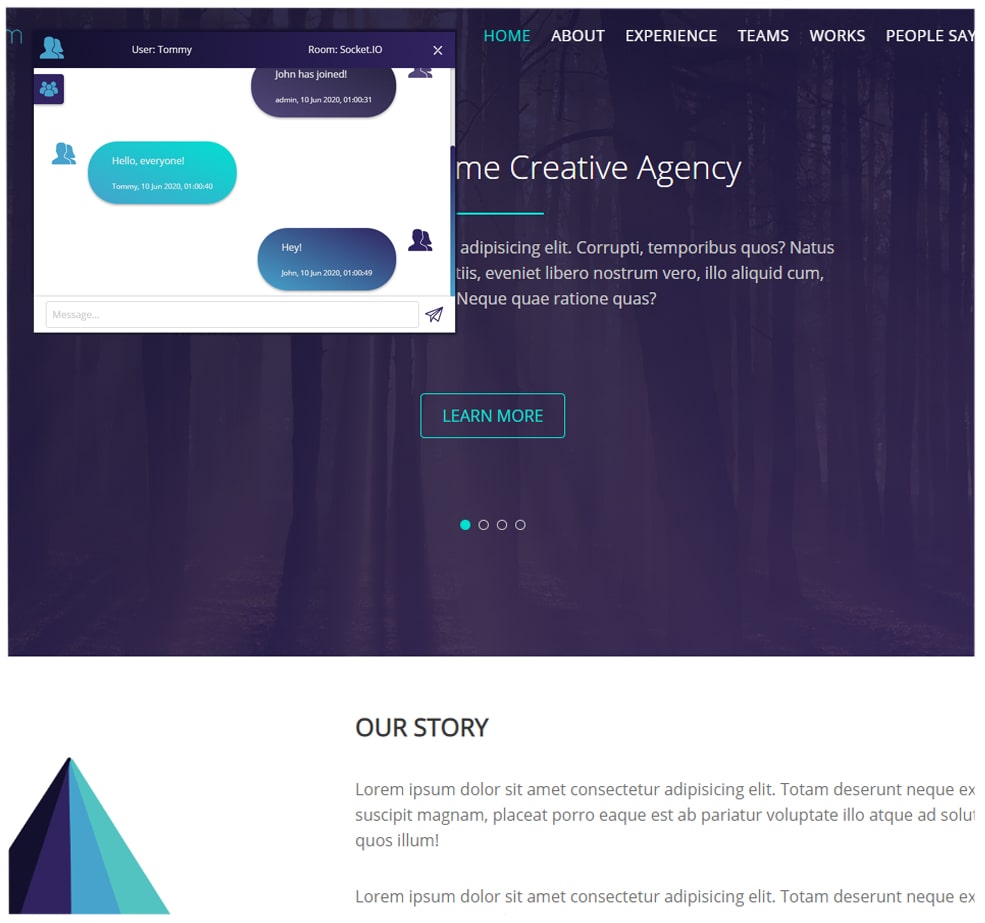 m
HOME ABOUT EXPERIENCE TEAMS WORKS PEOPLE SAY
User: Tommy Room: Socket.IO
John has joined!
admin, 10 Jun 2020, 01:00:31
Hello, everyone!
Tommy, 10 Jun 2020, 01:00:40
Hey!
John, 10 Jun 2020, 01:00:49
Message...
me Creative Agency
adipisicing elit. Corrupti, temporibus quos? Natus
tiis, eveniet libero nostrum vero, illo aliquid cum,
Neque quae ratione quas?
LEARN MORE
OUR STORY
Lorem ipsum dolor sit amet consectetur adipisicing elit. Totam deserunt neque ex
suscipit magnam, placeat porro eaque est ab pariatur voluptate illo atque ad solut
quos illum!
Lorem ipsum dolor sit amet consectetur adipisicing elit. Totam deserunt neque ex